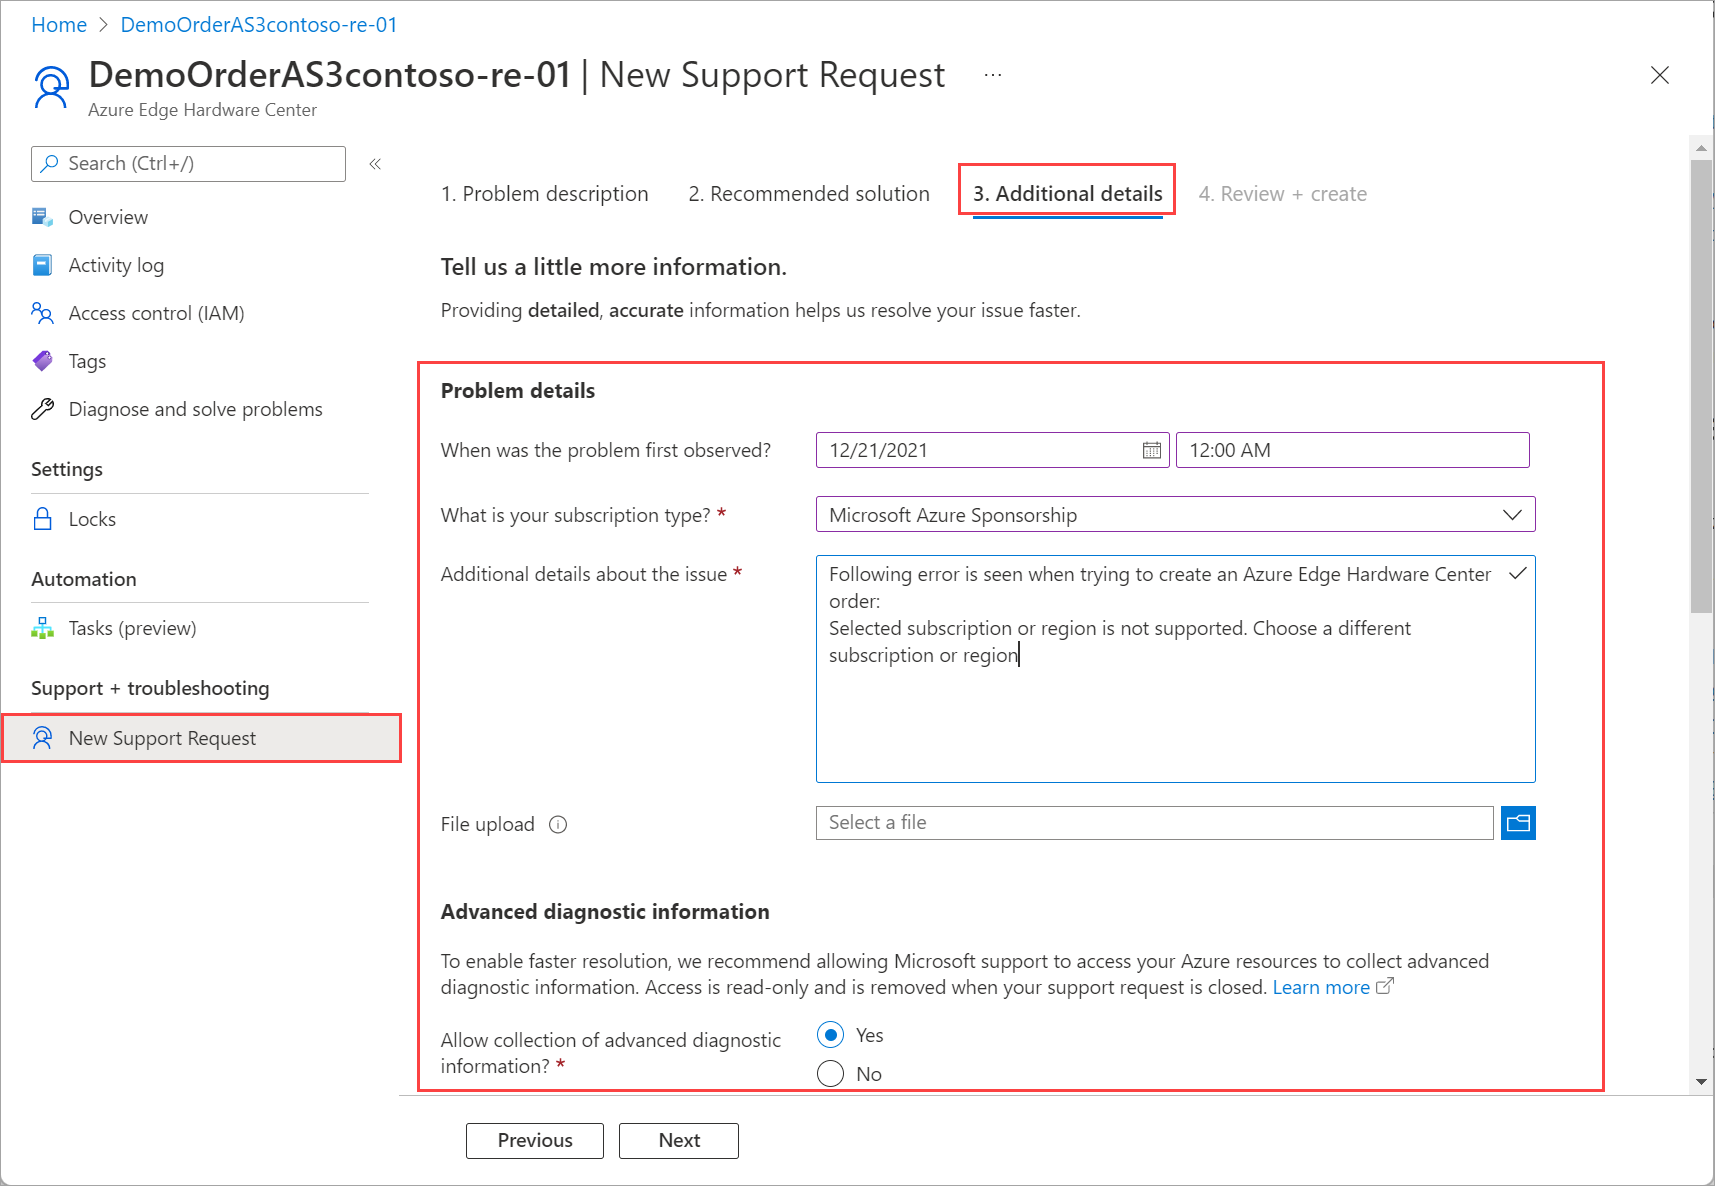 Home > DemoOrderAS3contoso-re-01
DemoOrderAS3contoso-re-01 | New Support Request ...
Azure Edge Hardware Center
Search (Ctrl+/) «
Overview
Activity log
Access control (IAM)
Tags
Diagnose and solve problems
Settings
Locks
Automation
Tasks (preview)
Support + troubleshooting
New Support Request
1. Problem description 2. Recommended solution 3. Additional details 4. Review + create
Tell us a little more information.
Providing detailed, accurate information helps us resolve your issue faster.
Problem details
When was the problem first observed? 12/21/2021 12:00 AM
What is your subscription type? * Microsoft Azure Sponsorship
Additional details about the issue * Following error is seen when trying to create an Azure Edge Hardware Center
order:
Selected subscription or region is not supported. Choose a different
subscription or region
File upload Select a file
Advanced diagnostic information
To enable faster resolution, we recommend allowing Microsoft support to access your Azure resources to collect advanced
diagnostic information. Access is read-only and is removed when your support request is closed. Learn more
Allow collection of advanced diagnostic
information? *
Yes
No
Previous Next